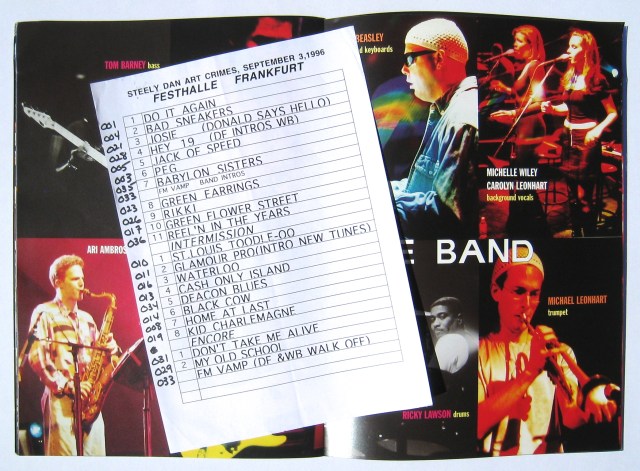 TOM BARNEY bass
BEASLEY
d keyboards
MICHELLE WILEY
CAROLYN LEONHART
background vocals
STEELY DAN ART CRIMES, SEPTEMBER 3,1996
FESTHALLE FRANKFURT
001 1 DO IT AGAIN
004 2 BAD SNEAKERS
021 3 JOSIE (DONALD SAYS HELLO)
028 4 HEY 19 (DF INTROS WB)
005 5 JACK OF SPEED
003 6 PEG
035 7 BABYLON SISTERS
033 FM VAMP BAND INTROS
023 8 GREEN EARRINGS
026 9 RIKKI
017 10 GREEN FLOWER STREET
036 11 REEL'N IN THE YEARS
INTERMISSION
010 1 ST.LOUIS TOODLE-OO
011 2 GLAMOUR PRO(INTRO NEW TUNES)
016 3 WATERLOO
013 4 CASH ONLY ISLAND
034 5 DEACON BLUES
014 6 BLACK COW
008 7 HOME AT LAST
019 8 KID CHARLEMAGNE
ENCORE
031 1 DON'T TAKE ME ALIVE
029 2 MY OLD SCHOOL
033 FM VAMP (DF &WB WALK OFF)
ARI AMBROS
E BAND
MICHAEL LEONHART
trumpet
RICKY LAWSON drums